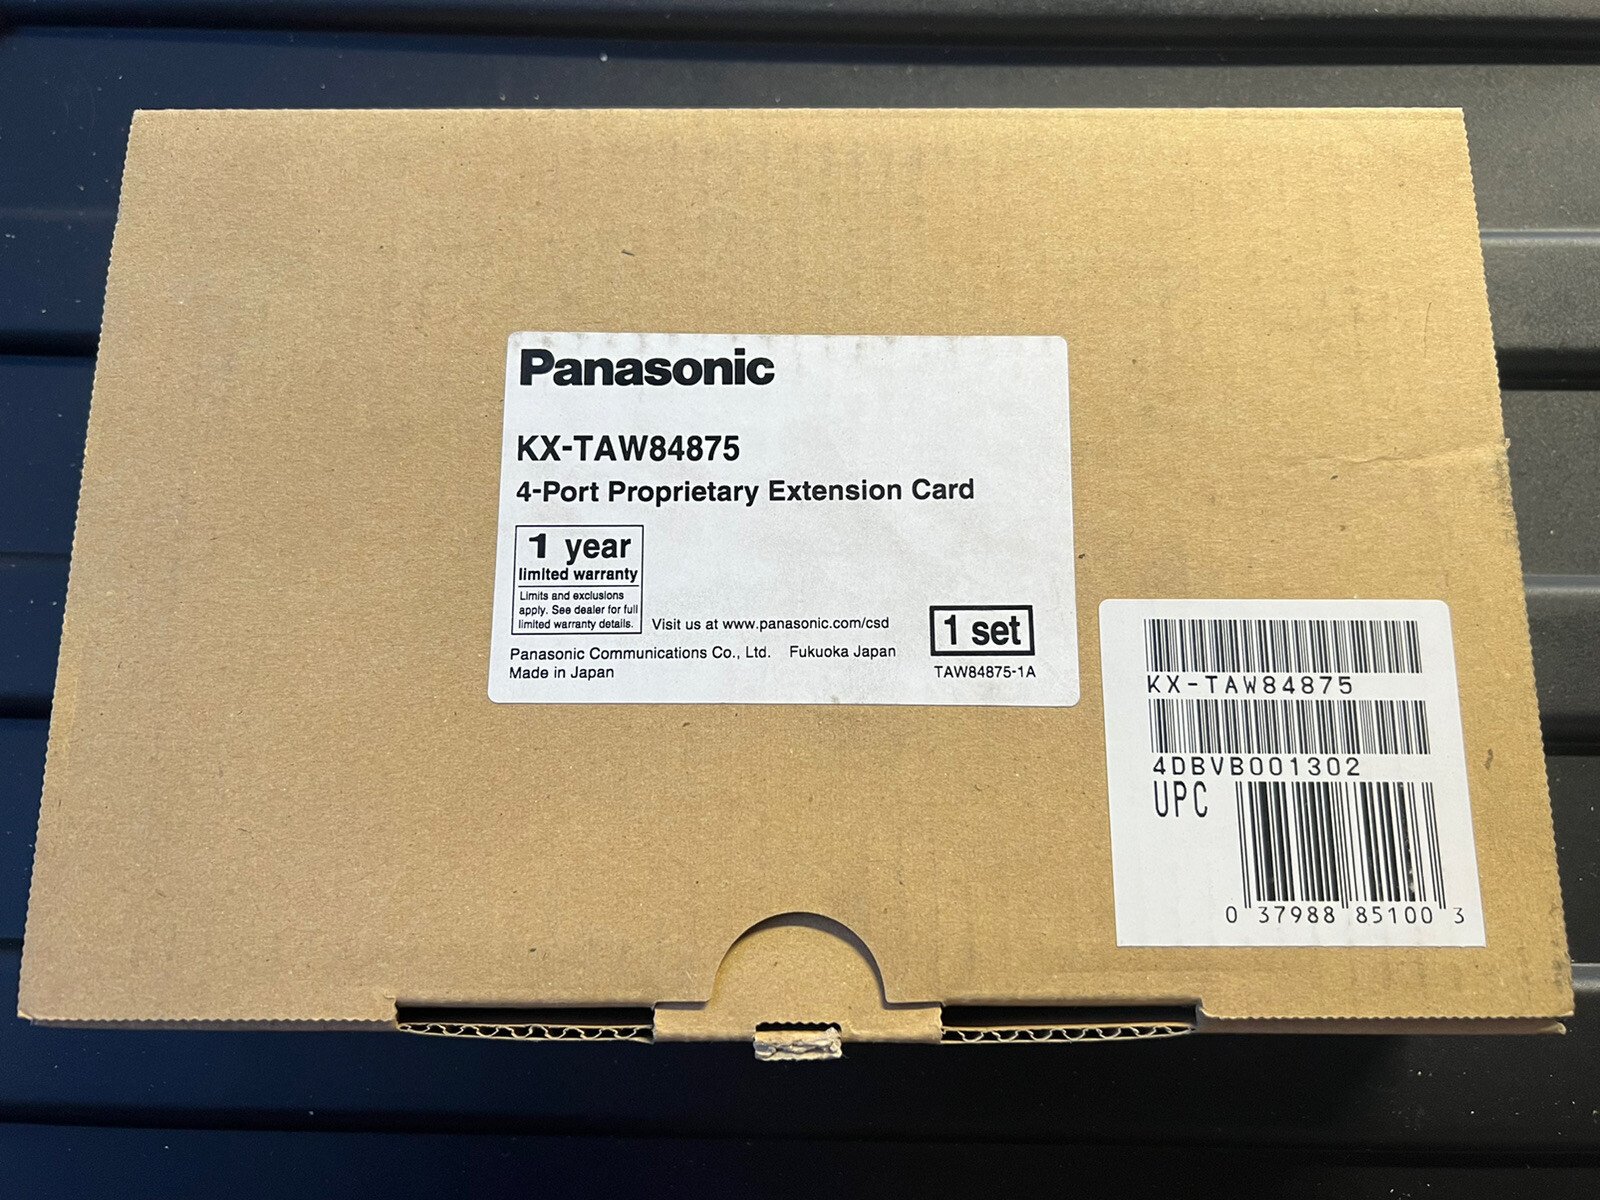 Panasonic
KX-TAW84875
4-Port Proprietary Extension Card
1 year
limited warranty
Limits and exclusions
apply. See dealer for full
limited warranty details.
Visit us at www.panasonic.com/csd
1 set
Panasonic Communications Co., Ltd. Fukuoka Japan
Made in Japan
TAW84875-1A
KX-TAW84875
4DBVB001302
UPC
0 37988 85100 3